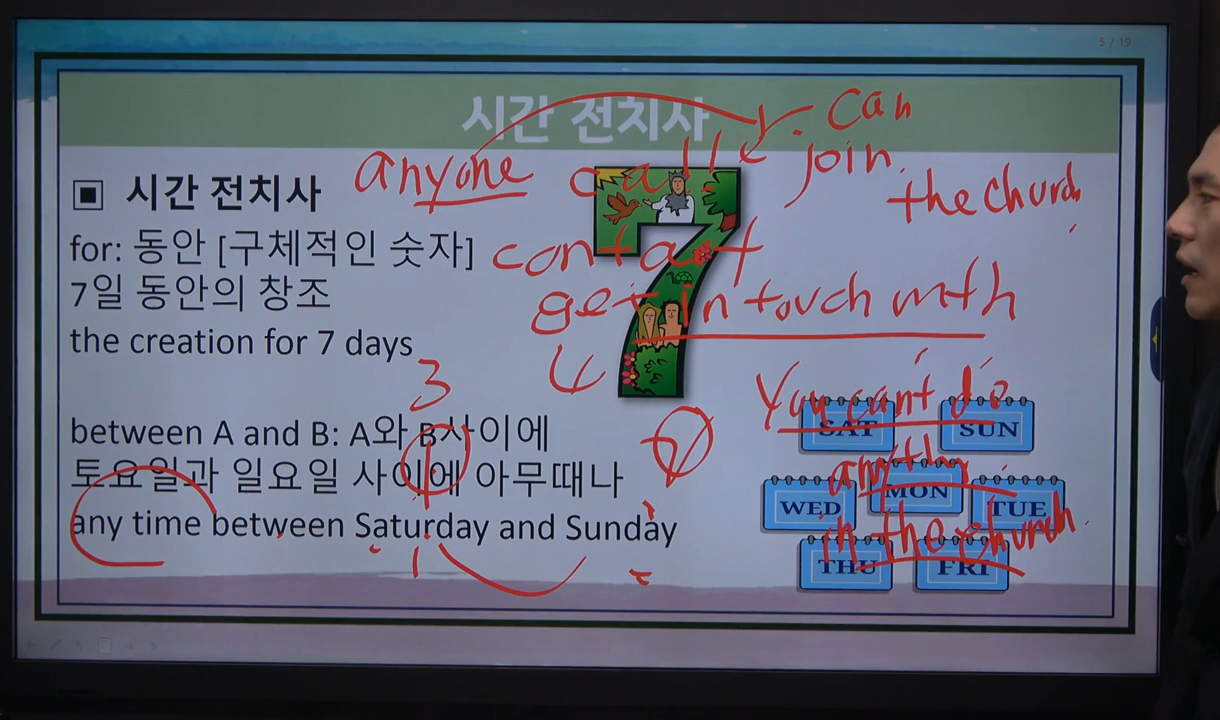 5 / 19
시간 전치사
can
anyone call
join
the church
시간 전치사
for: 동안 [구체적인 숫자]
contact
7일 동안의 창조
get in touch with
the creation for 7 days
3
You can't do
SAT
SUN
between A and B: A와 B사이에
토요일과 일요일 사이에 아무때나
anything
WED
MON
TUE
any time between Saturday and Sunday
in the church
THU
FRI